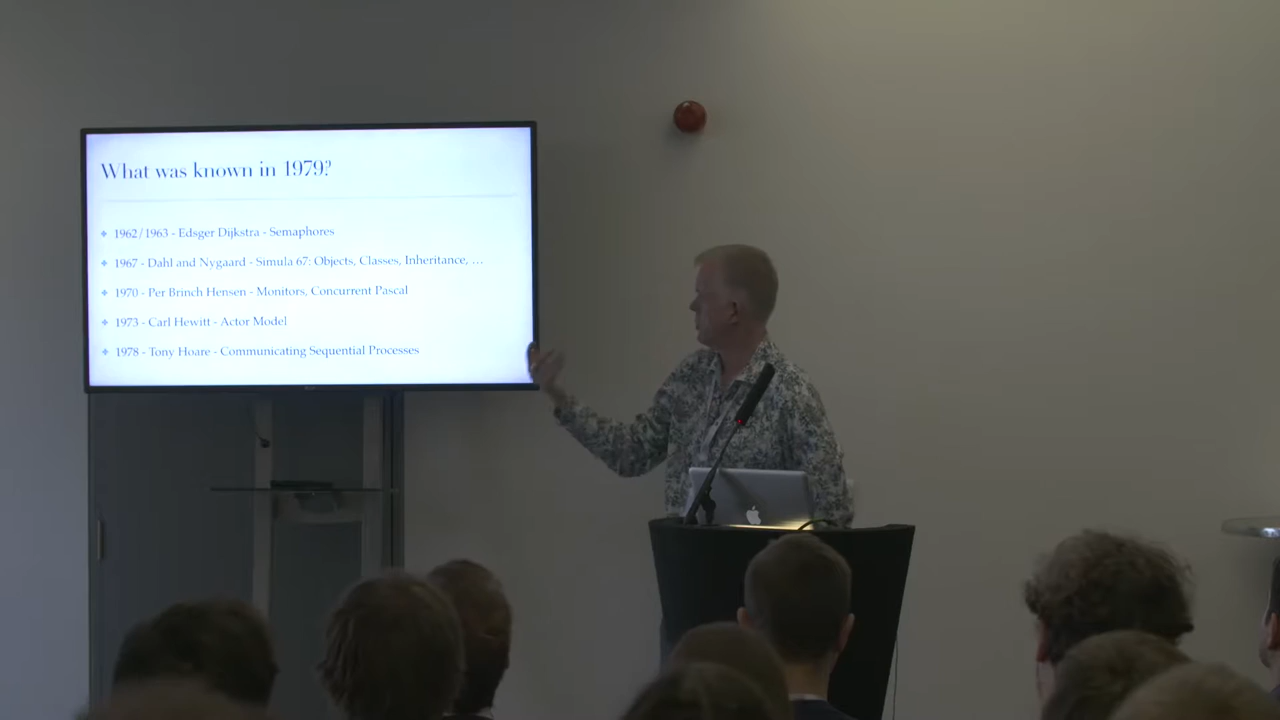 What was known in 1979?
1962/1963 - Edsger Dijkstra - Semaphores
1967 - Dahl and Nygaard - Simula 67: Objects, Classes, Inheritance, ...
1970 - Per Brinch Hensen - Monitors, Concurrent Pascal
1973 - Carl Hewitt - Actor Model
1978 - Tony Hoare - Communicating Sequential Processes